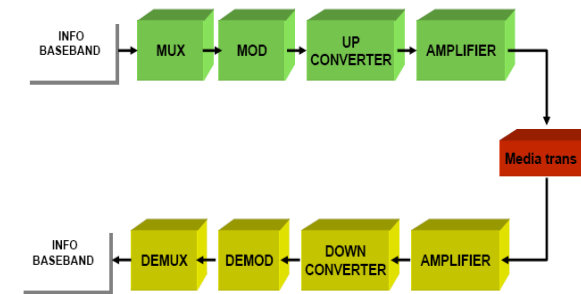 INFO
BASEBAND
MUX
MOD
UP
CONVERTER
AMPLIFIER
Media trans
INFO
BASEBAND
DEMUX
DEMOD
DOWN
CONVERTER
AMPLIFIER